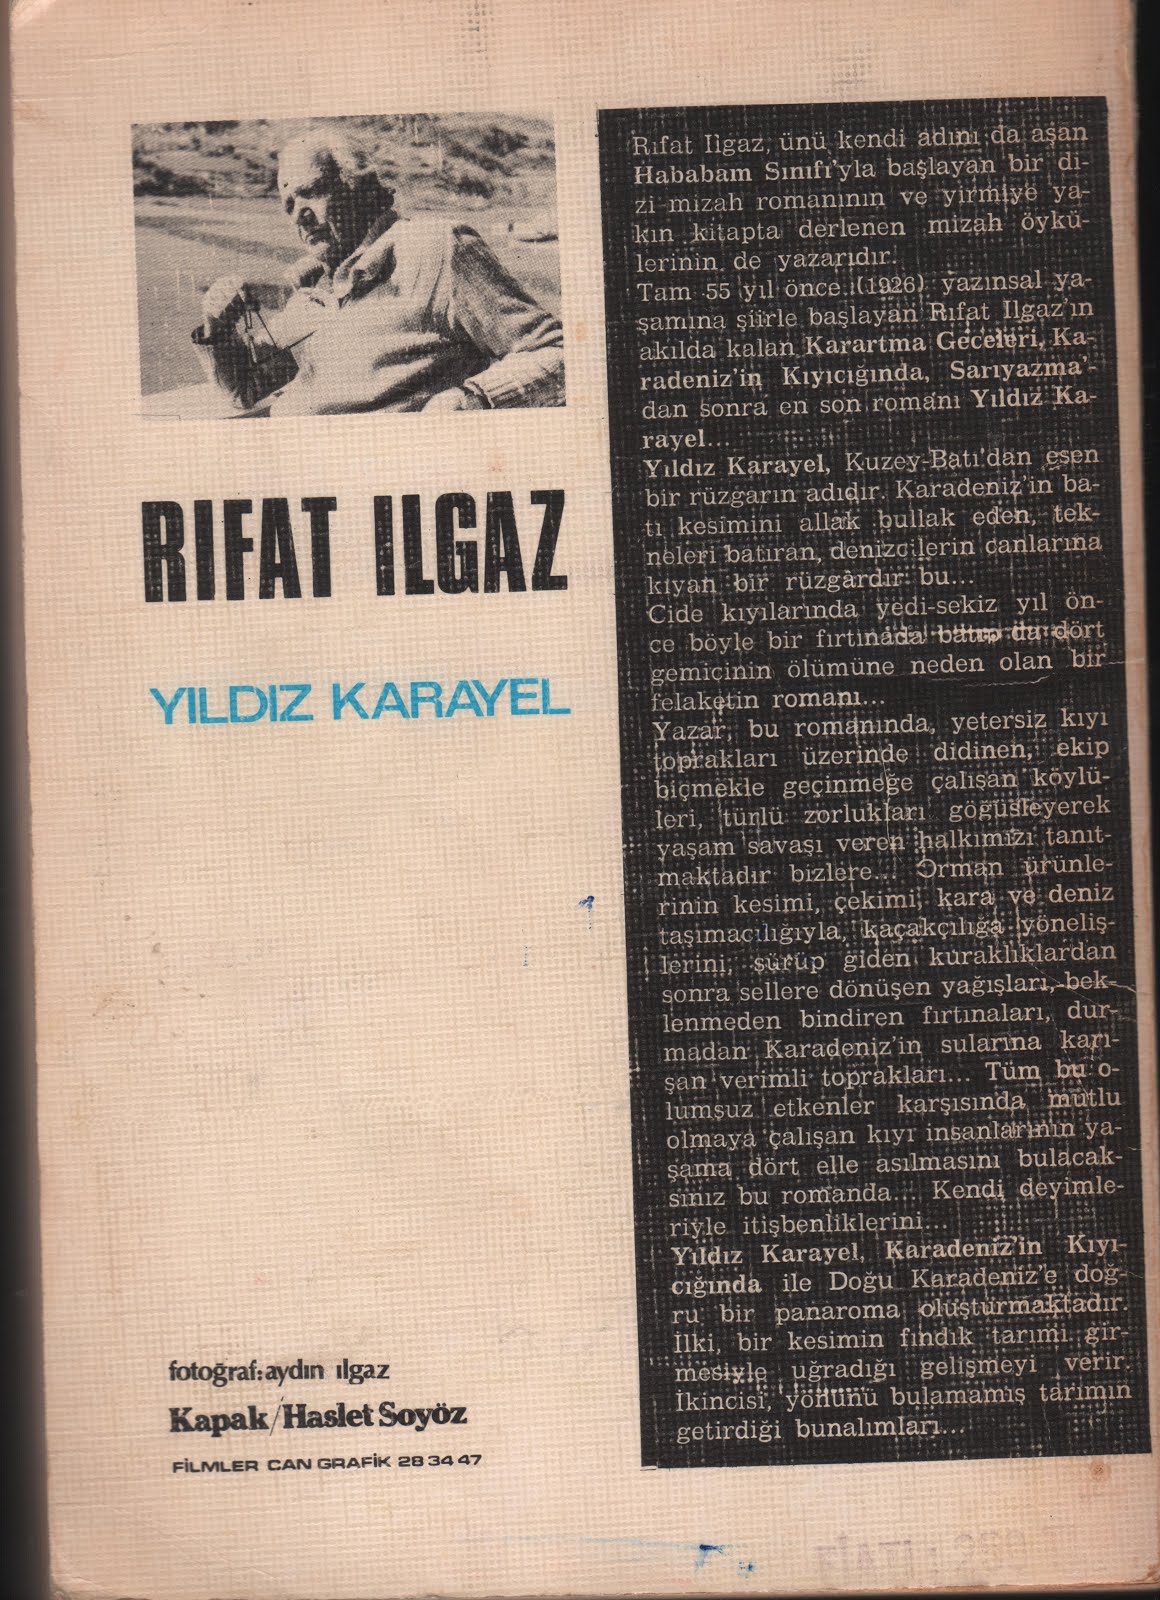 RIFAT ILGAZ
YILDIZ KARAYEL
fotoğraf: aydın ılgaz
Kapak/Haslet Soyöz
FİLMLER CAN GRAFİK 28 34 47
Rıfat Ilgaz, ünü kendi adını da aşan
Hababam Sınıfı'yla başlayan bir di-
zi mizah romanının ve yirmiye ya-
kın kitapta derlenen mizah öykü-
lerinin de yazarıdır.
Tam 55 yıl önce (1926) yazınsal ya-
şamına şiirle başlayan Rıfat Ilgaz'ın
akılda kalan Karartma Geceleri, Ka-
radeniz'in Kıyıcığında, Sarıyazma'-
dan sonra en son romanı Yıldız Ka-
rayel...
Yıldız Karayel, Kuzey-Batı'dan esen
bir rüzgarın adıdır. Karadeniz'in ba-
tı kesimini allak bullak eden, tek-
neleri batıran, denizcilerin canlarına
kıyan bir rüzgârdır bu...
Cide kıyılarında yedi-sekiz yıl ön-
ce böyle bir fırtınada batıp da dört
gemicinin ölümüne neden olan bir
felaketin romanı...
Yazar, bu romanında, yetersiz kıyı
toprakları üzerinde didinen, ekip
biçmekle geçinmeğe çalışan köylü-
leri, türlü zorlukları göğüsleyerek
yaşam savaşı veren halkımızı tanıt-
maktadır bizlere... Orman ürünle-
rinin kesimi, çekimi, kara ve deniz
taşımacılığıyla, kaçakçılığa yöneliş-
lerini, sürüp giden kuraklıklardan
sonra sellere dönüşen yağışları, bek-
lenmeden bindiren fırtınaları, dur-
madan Karadeniz'in sularına karı-
şan verimli toprakları... Tüm bu o-
lumsuz etkenler karşısında mutlu
olmaya çalışan kıyı insanlarının ya-
şama dört elle asılmasını bulacak-
sınız bu romanda... Kendi deyimle-
riyle itişbenliklerini...
Yıldız Karayel, Karadeniz'in Kıyı-
cığında ile Doğu Karadeniz'e doğ-
ru bir panaroma oluşturmaktadır.
İlki, bir kesimin fındık tarımı gir-
mesiyle uğradığı gelişmeyi verir.
İkincisi, yönünü bulamamış tarımın
getirdiği bunalımları...